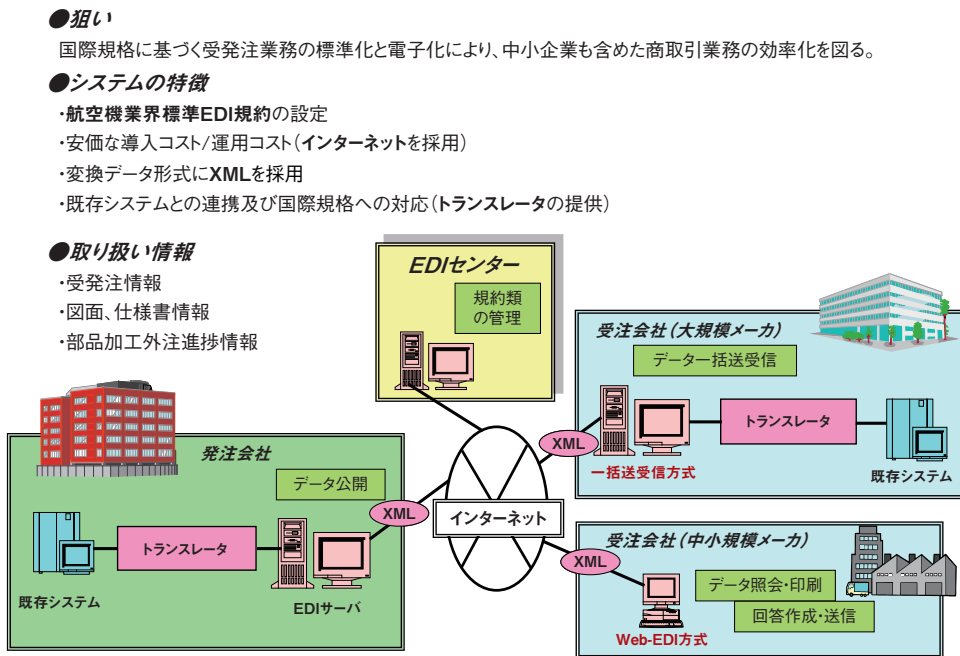 ●狙い
国際規格に基づく受発注業務の標準化と電子化により、中小企業も含めた商取引業務の効率化を図る。
●システムの特徴
・航空機業界標準EDI規約の設定
・安価な導入コスト/運用コスト(インターネットを採用)
・変換データ形式にXMLを採用
・既存システムとの連携及び国際規格への対応(トランスレータの提供)
●取り扱い情報
・受発注情報
・図面、仕様書情報
・部品加工外注進捗情報
EDIセンター
規約類
の管理
受注会社(大規模メーカ)
データ一括送受信
XML
トランスレータ
一括送受信方式
既存システム
発注会社
データ公開
XML
インターネット
トランスレータ
既存システム
EDIサーバ
受注会社(中小規模メーカ)
XML
データ照会・印刷
回答作成・送信
Web-EDI方式